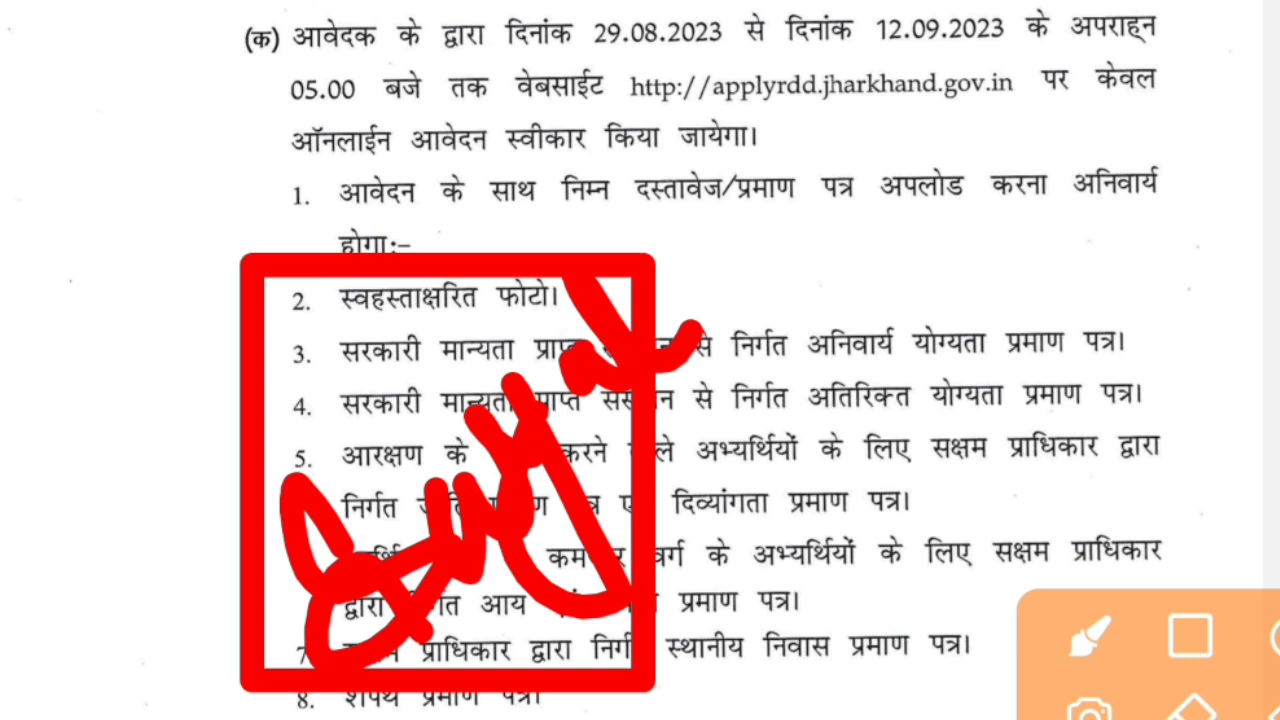 (क) आवेदक के द्वारा दिनांक 29.08.2023 से दिनांक 12.09.2023 के अपराह्न
05.00 बजे तक वेबसाईट http://applyrdd.jharkhand.gov.in पर केवल
ऑनलाईन आवेदन स्वीकार किया जायेगा।
1. आवेदन के साथ निम्न दस्तावेज/प्रमाण पत्र अपलोड करना अनिवार्य
होगा:–
2. स्वहस्ताक्षरित फोटो।
3. सरकारी मान्यता प्राप्त से निर्गत अनिवार्य योग्यता प्रमाण पत्र।
4. सरकारी मान्यता प्राप्त से निर्गत अतिरिक्त योग्यता प्रमाण पत्र।
5. आरक्षण के करने अभ्यर्थियों के लिए सक्षम प्राधिकार द्वारा
निर्गत दिव्यांगता प्रमाण पत्र।
वर्ग के अभ्यर्थियों के लिए सक्षम प्राधिकार
द्वारा आय प्रमाण पत्र।
7. प्राधिकार द्वारा स्थानीय निवास प्रमाण पत्र।
8. शपथ प्रमाण पत्र।